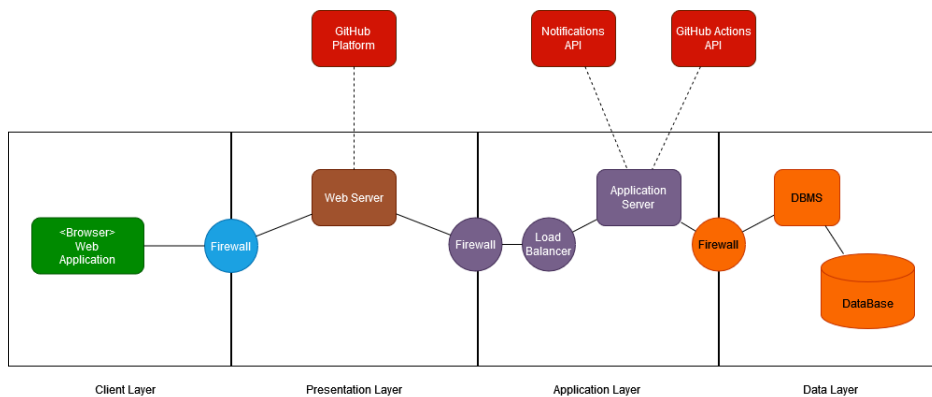 GitHub
Platform
Notifications
API
GitHub Actions
API
Web Server
Application
Server
DBMS
<Browser>
Web
Application
Firewall
Firewall
Load
Balancer
Firewall
DataBase
Client Layer
Presentation Layer
Application Layer
Data Layer